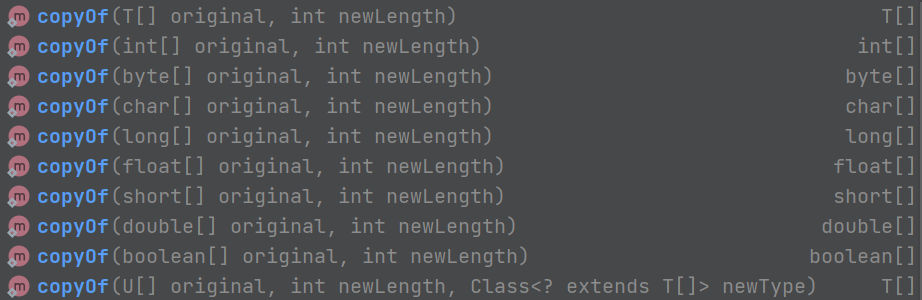 m copyOf(T[] original, int newLength) T[]
m copyOf(int[] original, int newLength) int[]
m copyOf(byte[] original, int newLength) byte[]
m copyOf(char[] original, int newLength) char[]
m copyOf(long[] original, int newLength) long[]
m copyOf(float[] original, int newLength) float[]
m copyOf(short[] original, int newLength) short[]
m copyOf(double[] original, int newLength) double[]
m copyOf(boolean[] original, int newLength) boolean[]
m copyOf(U[] original, int newLength, Class<? extends T[]> newType) T[]